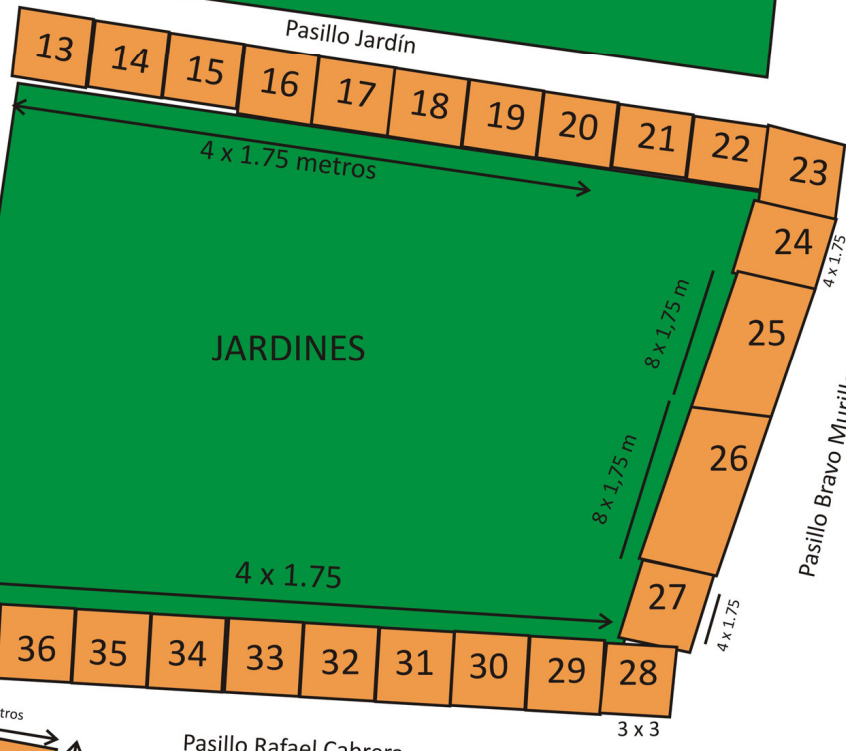 Pasillo Jardín
13 14 15 16 17 18 19 20 21 22 23
4 x 1.75 metros
24
4 x 1.75
8 x 1,75 m
25
JARDINES
26
8 x 1,75 m
Pasillo Bravo Murillo
4 x 1.75
27
4 x 1.75
36 35 34 33 32 31 30 29 28
3 x 3
tros
Pasillo Rafael Cabrera